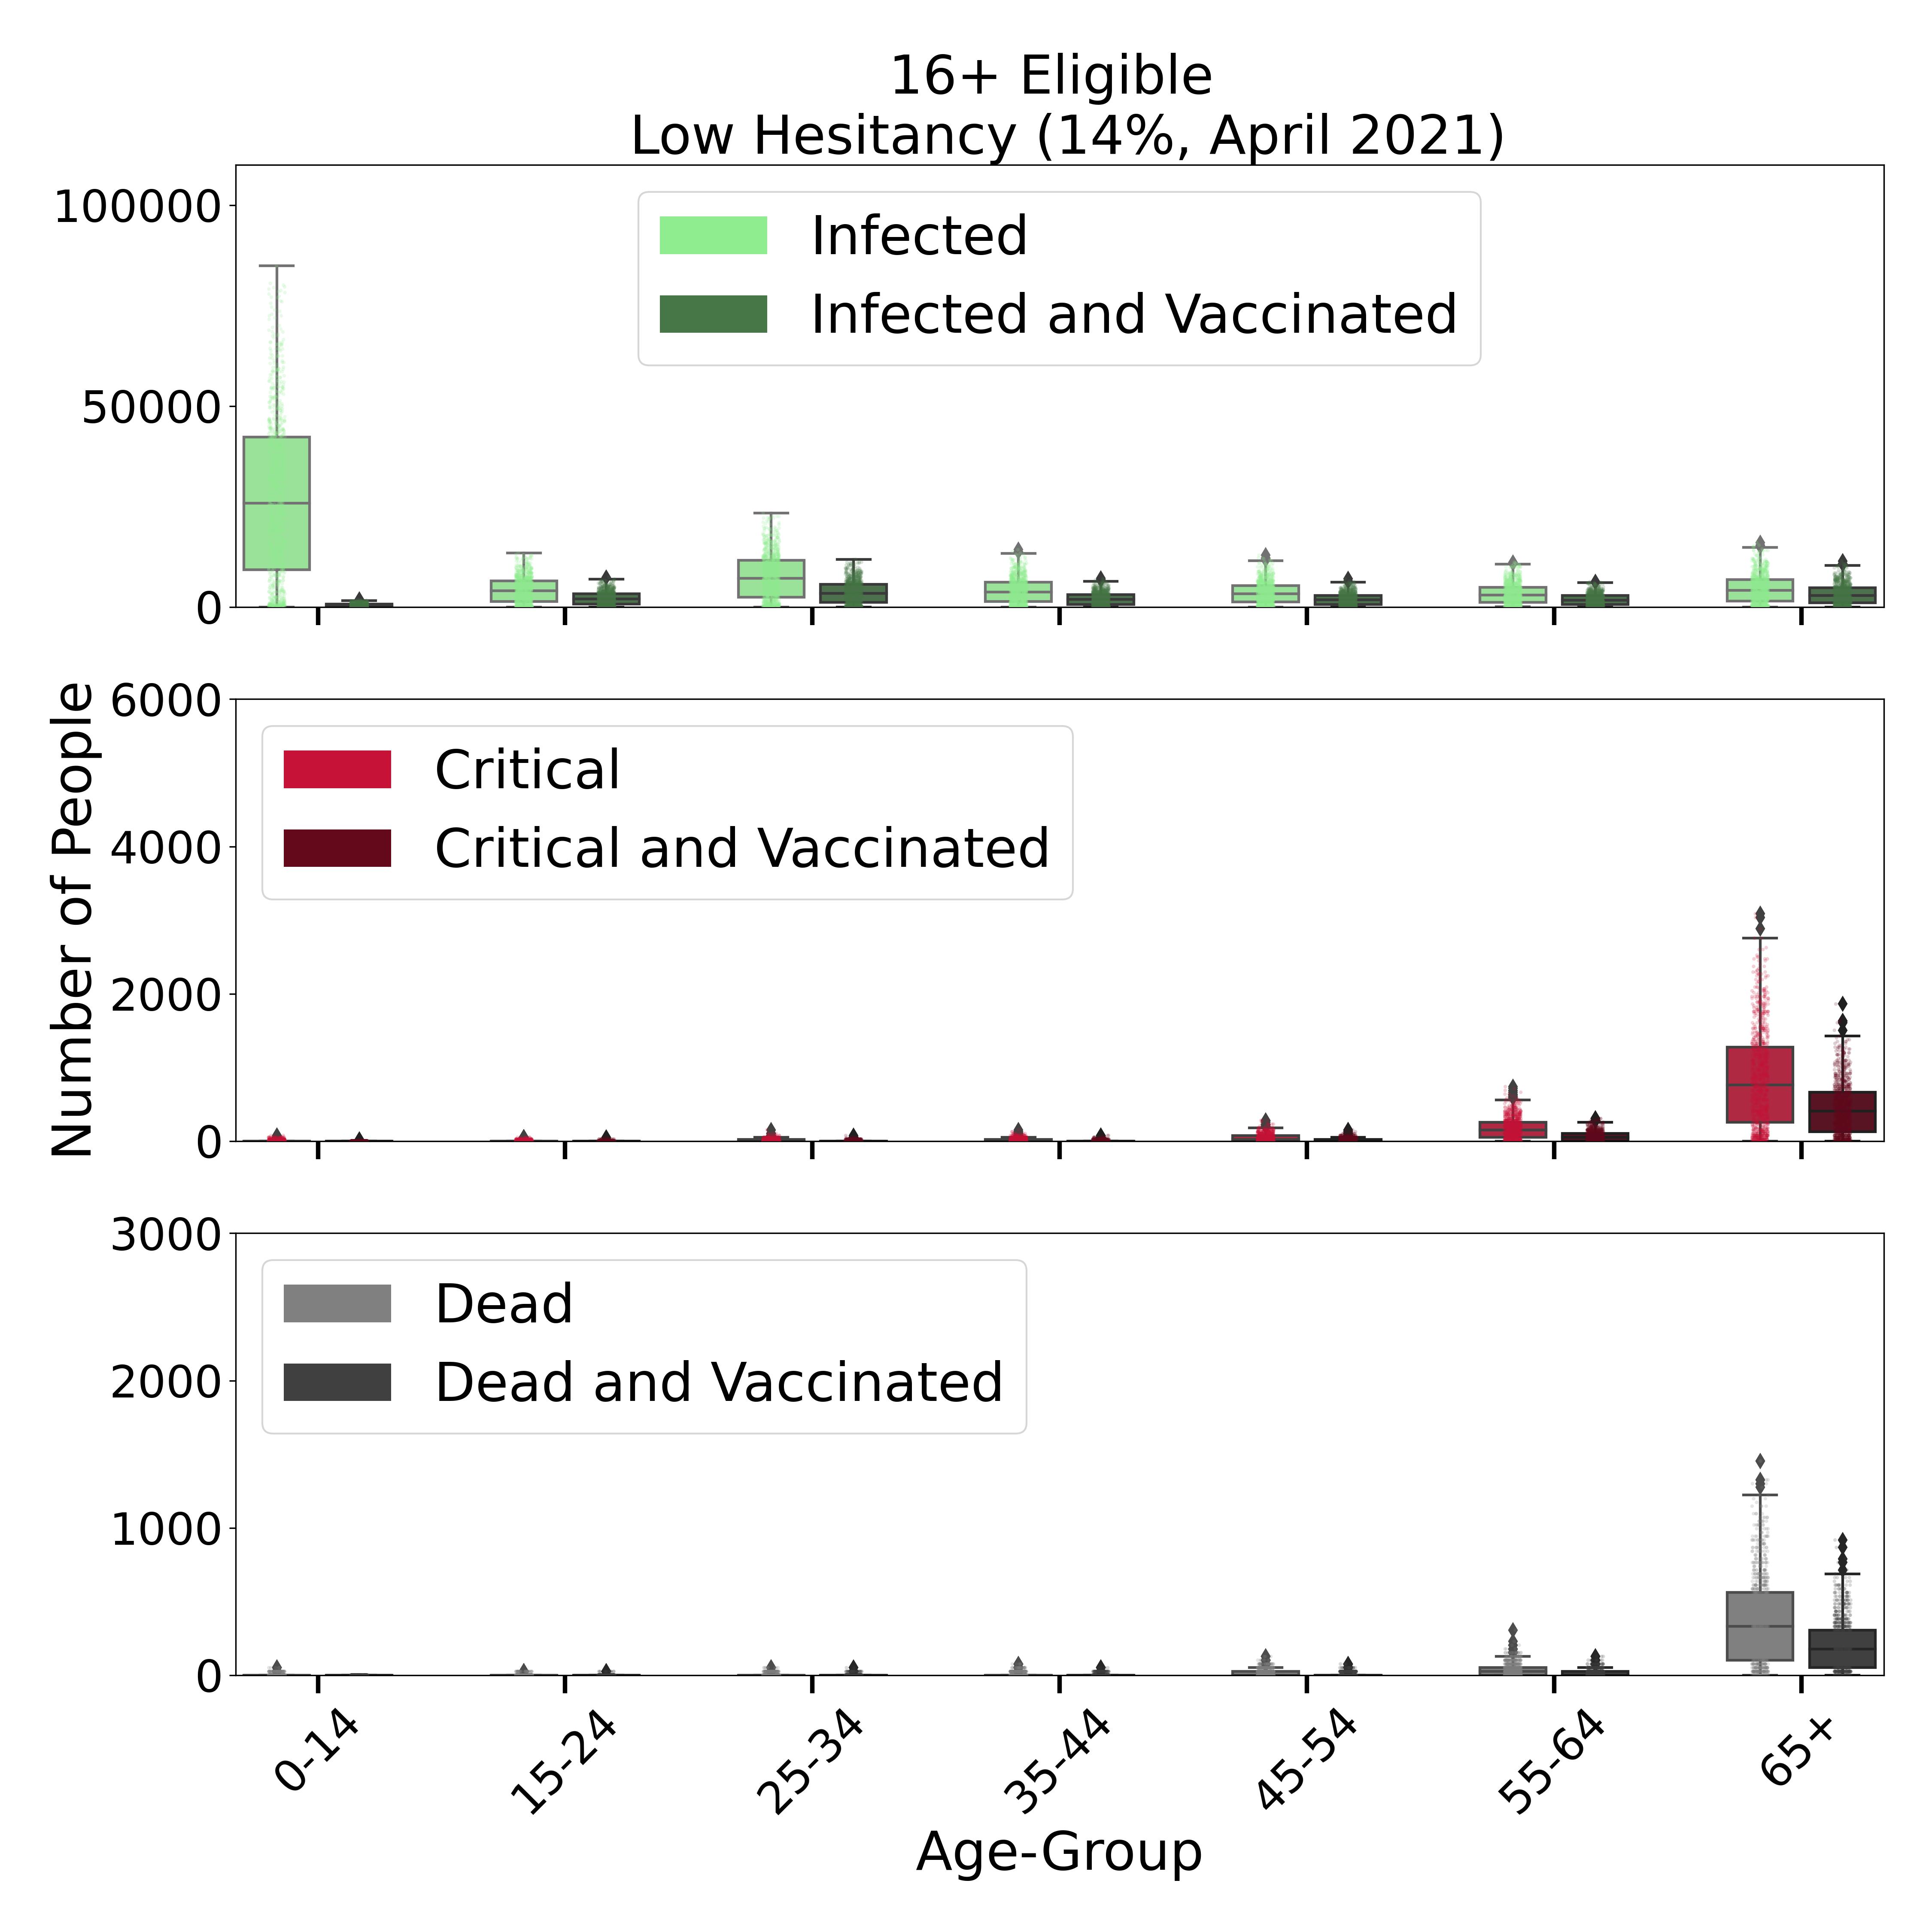 16+ Eligible
Low Hesitancy (14%, April 2021)
100000
50000
0
Infected
Infected and Vaccinated
Number of People
6000
4000
2000
0
Critical
Critical and Vaccinated
3000
2000
1000
0
Dead
Dead and Vaccinated
0-14
15-24
25-34
35-44
45-54
55-64
65+
Age-Group